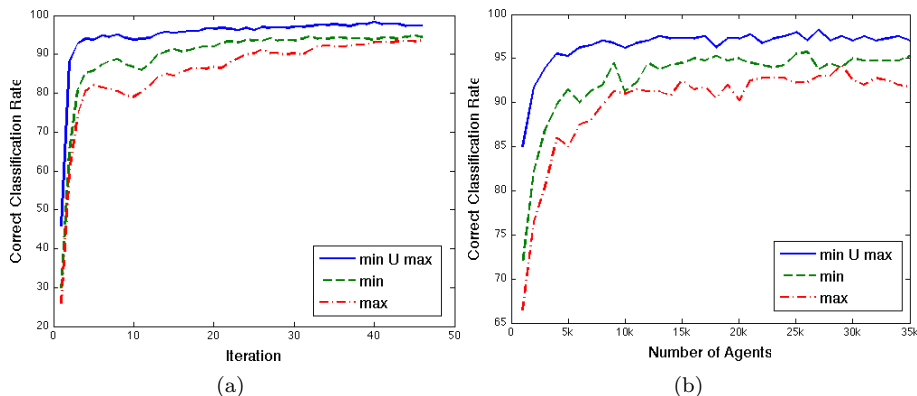 100
90
80
70
60
50
40
30
20
Correct Classification Rate
min U max
min
max
0 10 20 30 40 50
Iteration
(a)
100
95
90
85
80
75
70
65
Correct Classification Rate
min U max
min
max
0 5k 10k 15k 20k 25k 30k 35k
Number of Agents
(b)